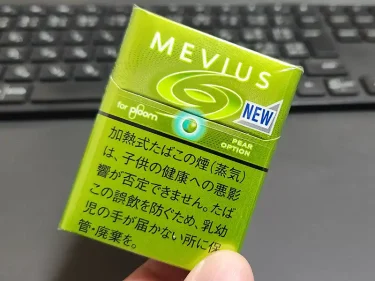 MEVIUS
NEW
for Ploom
PEAR
OPTION
加熱式たばこの煙(蒸気)
は、子供の健康への悪影
響が否定できません。たば
この誤飲を防ぐため、乳幼
児の手が届かない所に保
管・廃棄を。